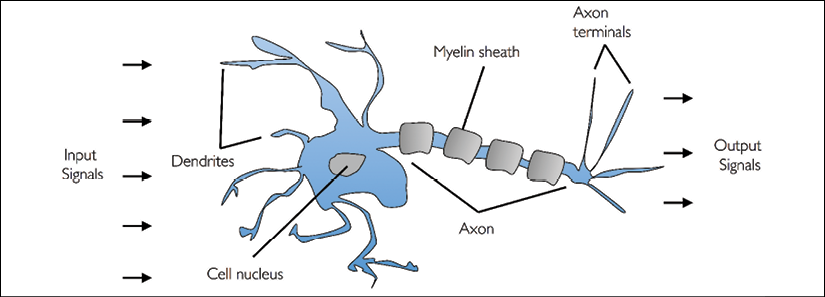 Axon
terminals
Myelin sheath
Input
Signals
Dendrites
Output
Signals
Axon
Cell nucleus